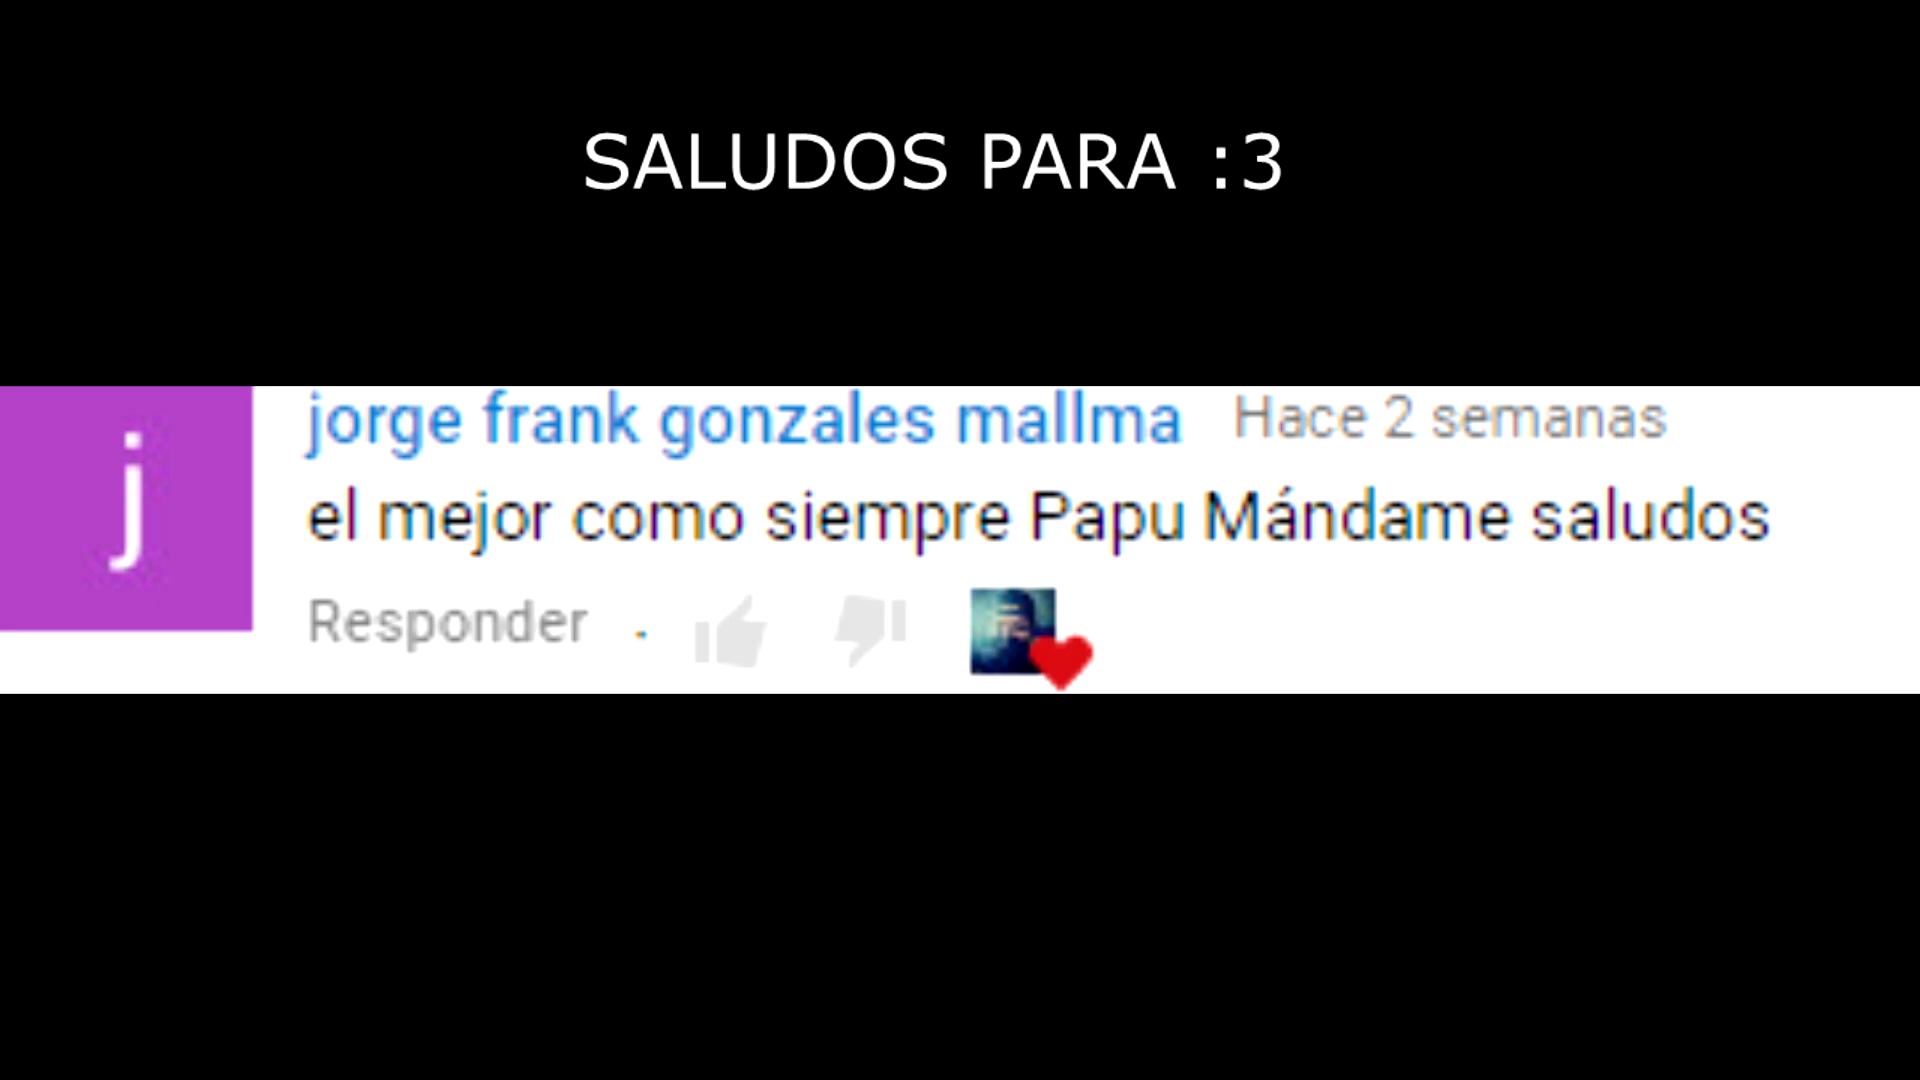 SALUDOS PARA :3
j
jorge frank gonzales mallma Hace 2 semanas
el mejor como siempre Papu Mándame saludos
Responder ·